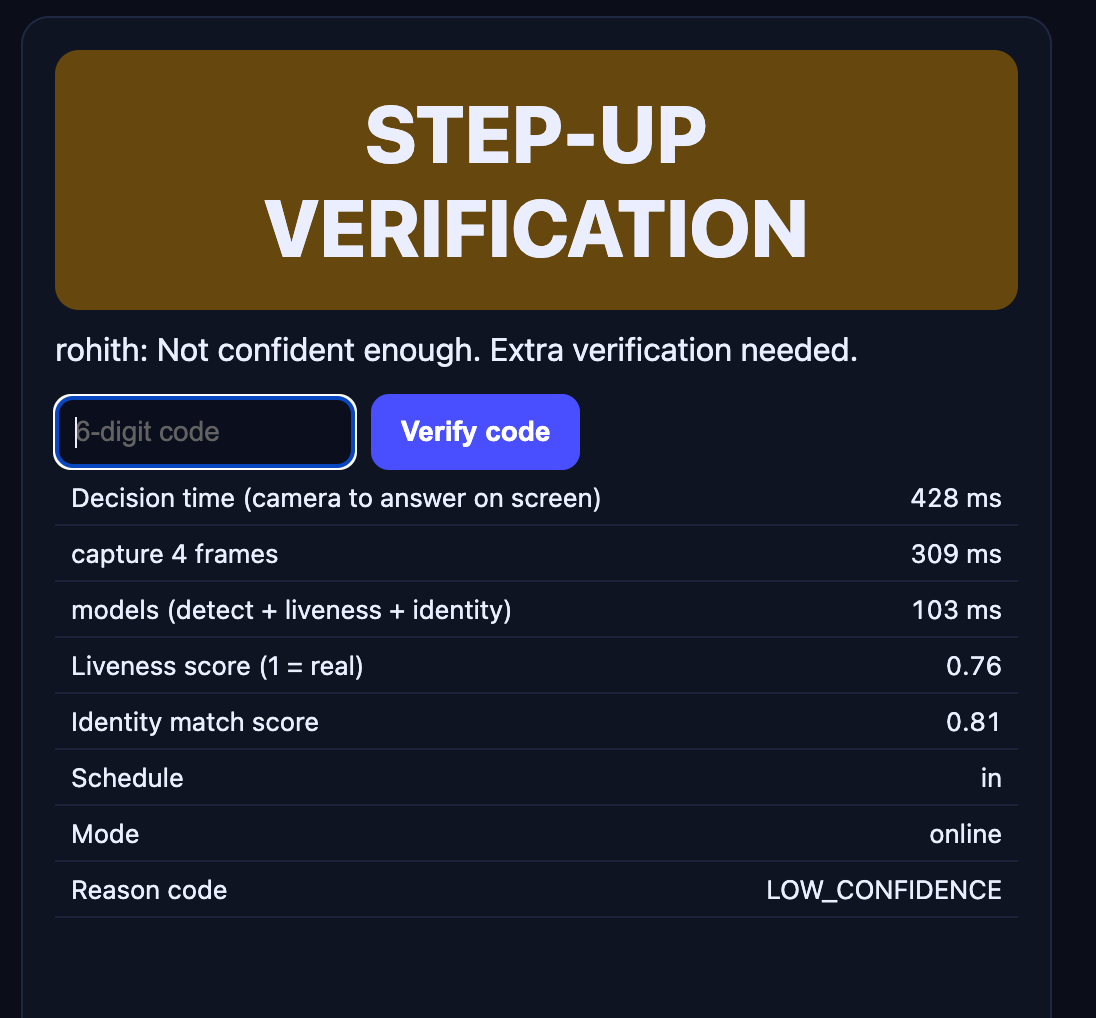 STEP-UP
VERIFICATION
rohith: Not confident enough. Extra verification needed.
6-digit code
Verify code
Decision time (camera to answer on screen) 428 ms
capture 4 frames 309 ms
models (detect + liveness + identity) 103 ms
Liveness score (1 = real) 0.76
Identity match score 0.81
Schedule in
Mode online
Reason code LOW_CONFIDENCE